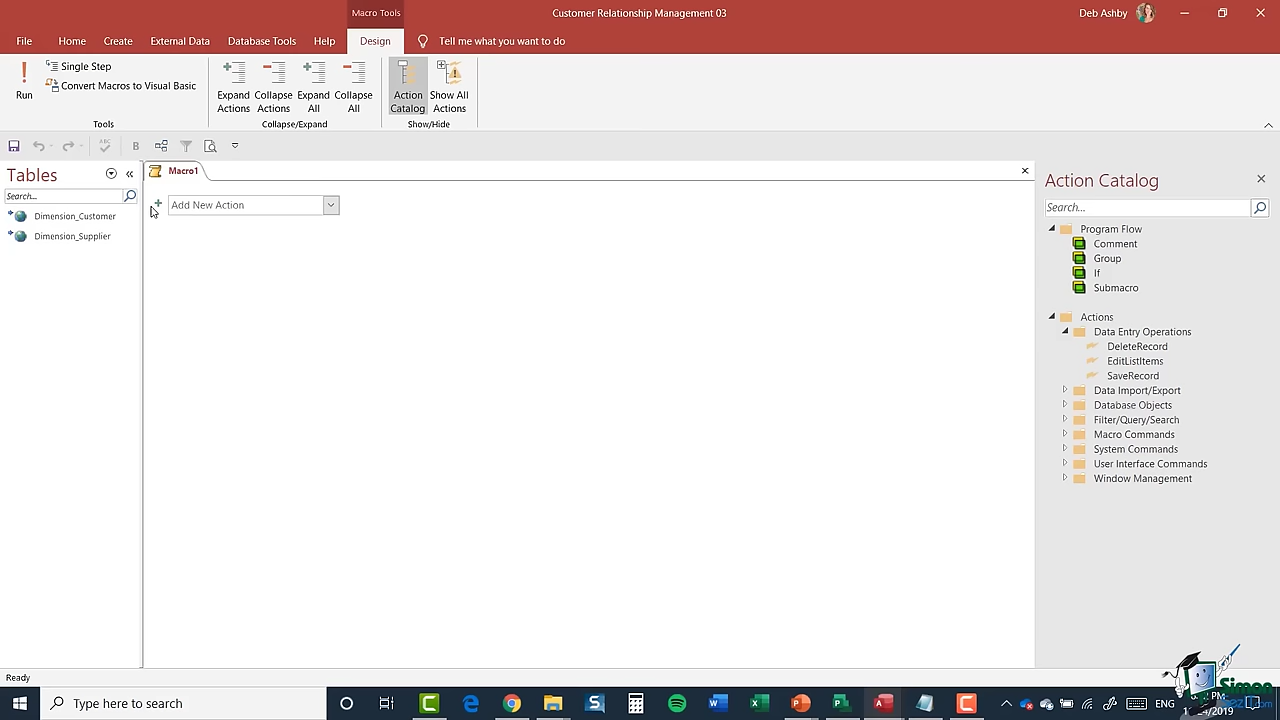 Macro Tools
Customer Relationship Management 03
Deb Ashby
File
Home
Create
External Data
Database Tools
Help
Design
Tell me what you want to do
Run
Single Step
Convert Macros to Visual Basic
Tools
Expand Actions
Collapse Actions
Expand All
Collapse All
Collapse/Expand
Action Catalog
Show All Actions
Show/Hide
ABC
B
Tables
Search...
Dimension_Customer
Dimension_Supplier
Macro1
Add New Action
Action Catalog
Search...
Program Flow
Comment
Group
If
Submacro
Actions
Data Entry Operations
DeleteRecord
EditListItems
SaveRecord
Data Import/Export
Database Objects
Filter/Query/Search
Macro Commands
System Commands
User Interface Commands
Window Management
Ready
Type here to search
ENG
Simon